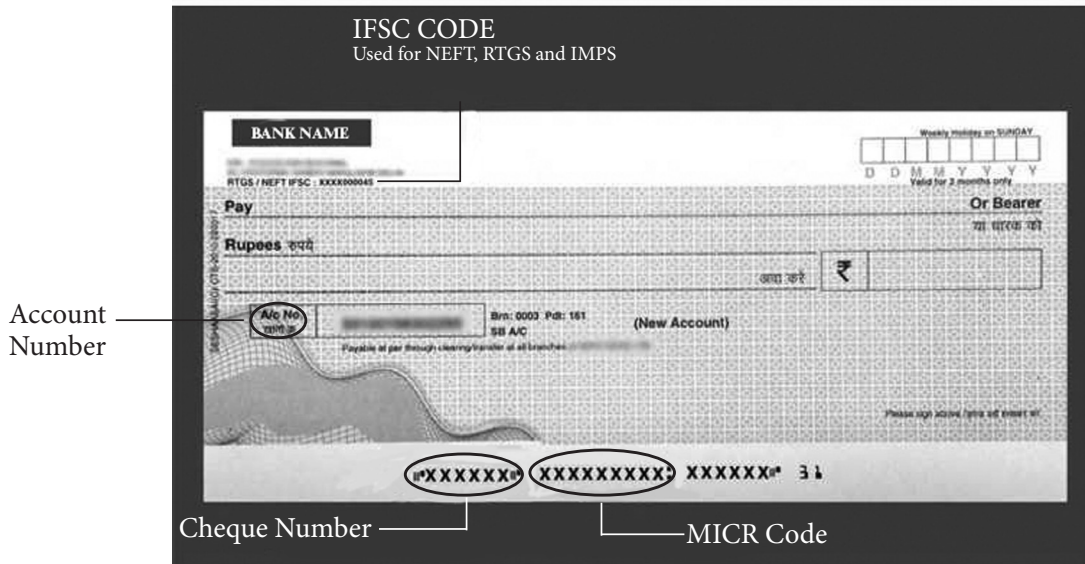 IFSC CODE
Used for NEFT, RTGS and IMPS
BANK NAME
Weekly Holiday on SUNDAY
RTGS / NEFT IFSC : XXXX000045
D D M M Y Y Y Y
Valid for 3 months only
Pay
Or Bearer
या धारक को
Rupees रुपये
अदा करें
₹
Account
Number
A/c No.
Brn: 0003 Pdt: 161
SB A/C
(New Account)
Payable at par through clearing/transfer at all branches
Please sign above /
XXXXXX XXXXXXXXX XXXXXX 31
Cheque Number
MICR Code